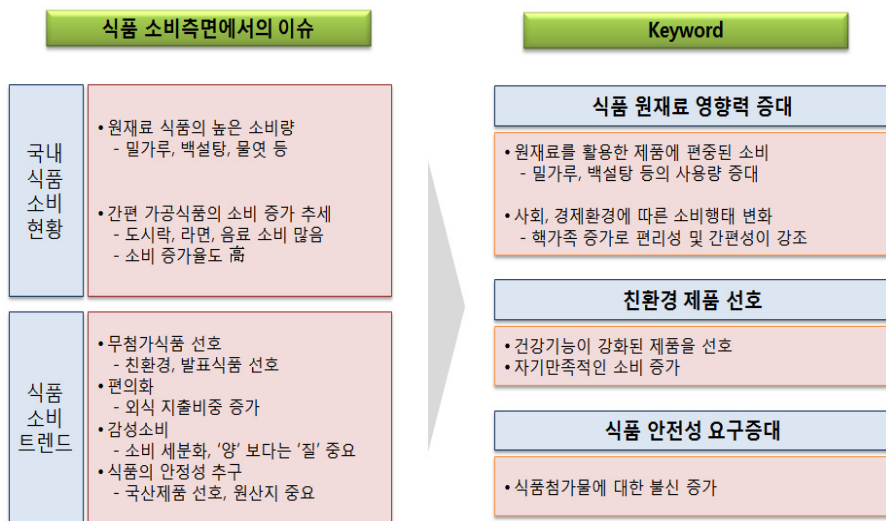 식품 소비측면에서의 이슈
국내
식품
소비
현황
• 원재료 식품의 높은 소비량
- 밀가루, 백설탕, 물엿 등
• 간편 가공식품의 소비 증가 추세
- 도시락, 라면, 음료 소비 많음
- 소비 증가율도 高
식품
소비
트렌드
• 무첨가식품 선호
- 친환경, 발표식품 선호
• 편의화
- 외식 지출비중 증가
• 감성소비
- 소비 세분화, ‘양’ 보다는 ‘질’ 중요
• 식품의 안정성 추구
- 국산제품 선호, 원산지 중요
Keyword
식품 원재료 영향력 증대
• 원재료를 활용한 제품에 편중된 소비
- 밀가루, 백설탕 등의 사용량 증대
• 사회, 경제환경에 따른 소비행태 변화
- 핵가족 증가로 편리성 및 간편성이 강조
친환경 제품 선호
• 건강기능이 강화된 제품을 선호
• 자기만족적인 소비 증가
식품 안전성 요구증대
• 식품첨가물에 대한 불신 증가